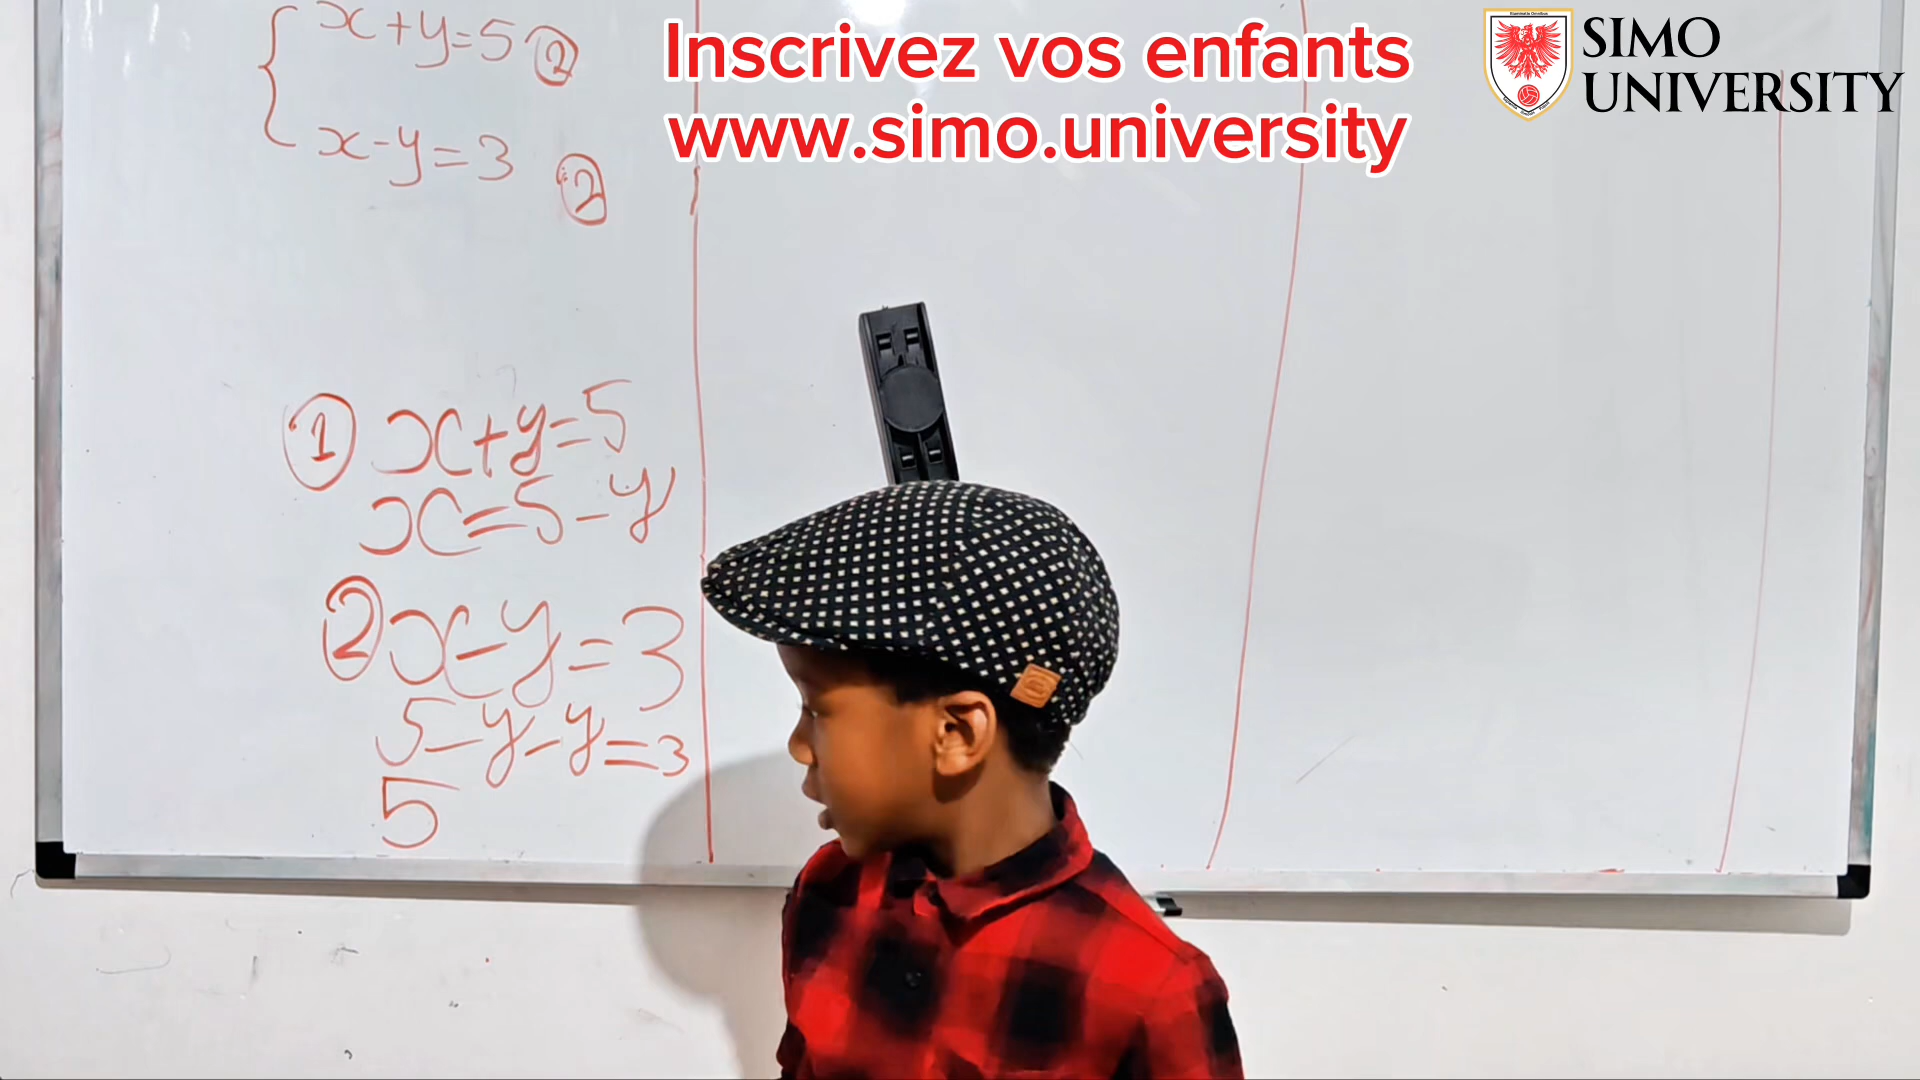 x+y=5 ②
x-y=3 ②
Inscrivez vos enfants
www.simo.university
SIMO
UNIVERSITY
① x+y=5
x=5-y
② x-y=3
5-y-y=3
5